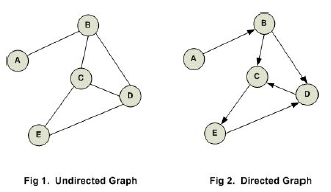 B
B
A
A
C
C
D
D
E
E
Fig 1. Undirected Graph
Fig 2. Directed Graph